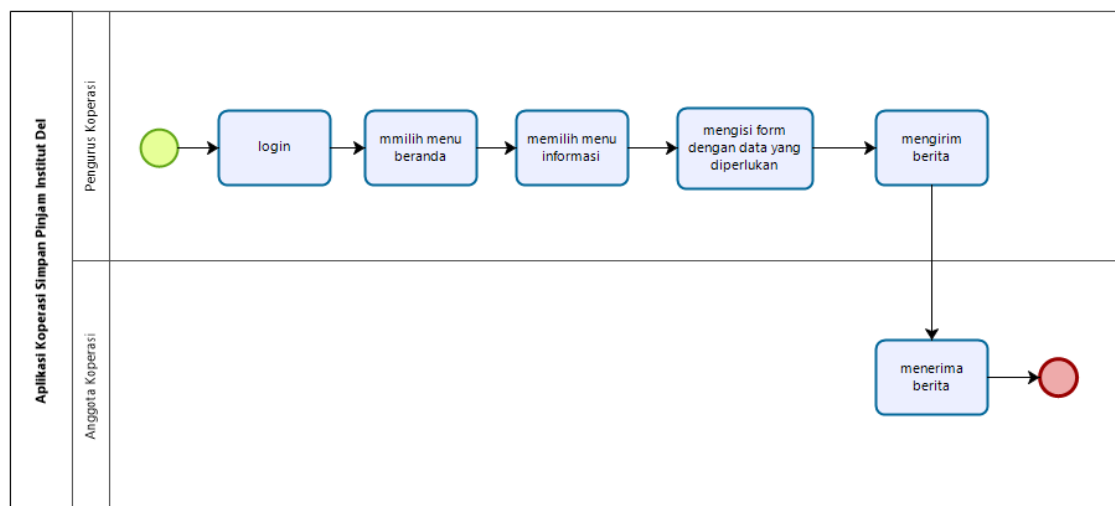 Aplikasi Koperasi Simpan Pinjam Institut Del
Pengurus Koperasi
login
mmilih menu
beranda
memilih menu
informasi
mengisi form
dengan data yang
diperlukan
mengirim
berita
Anggota Koperasi
menerima
berita